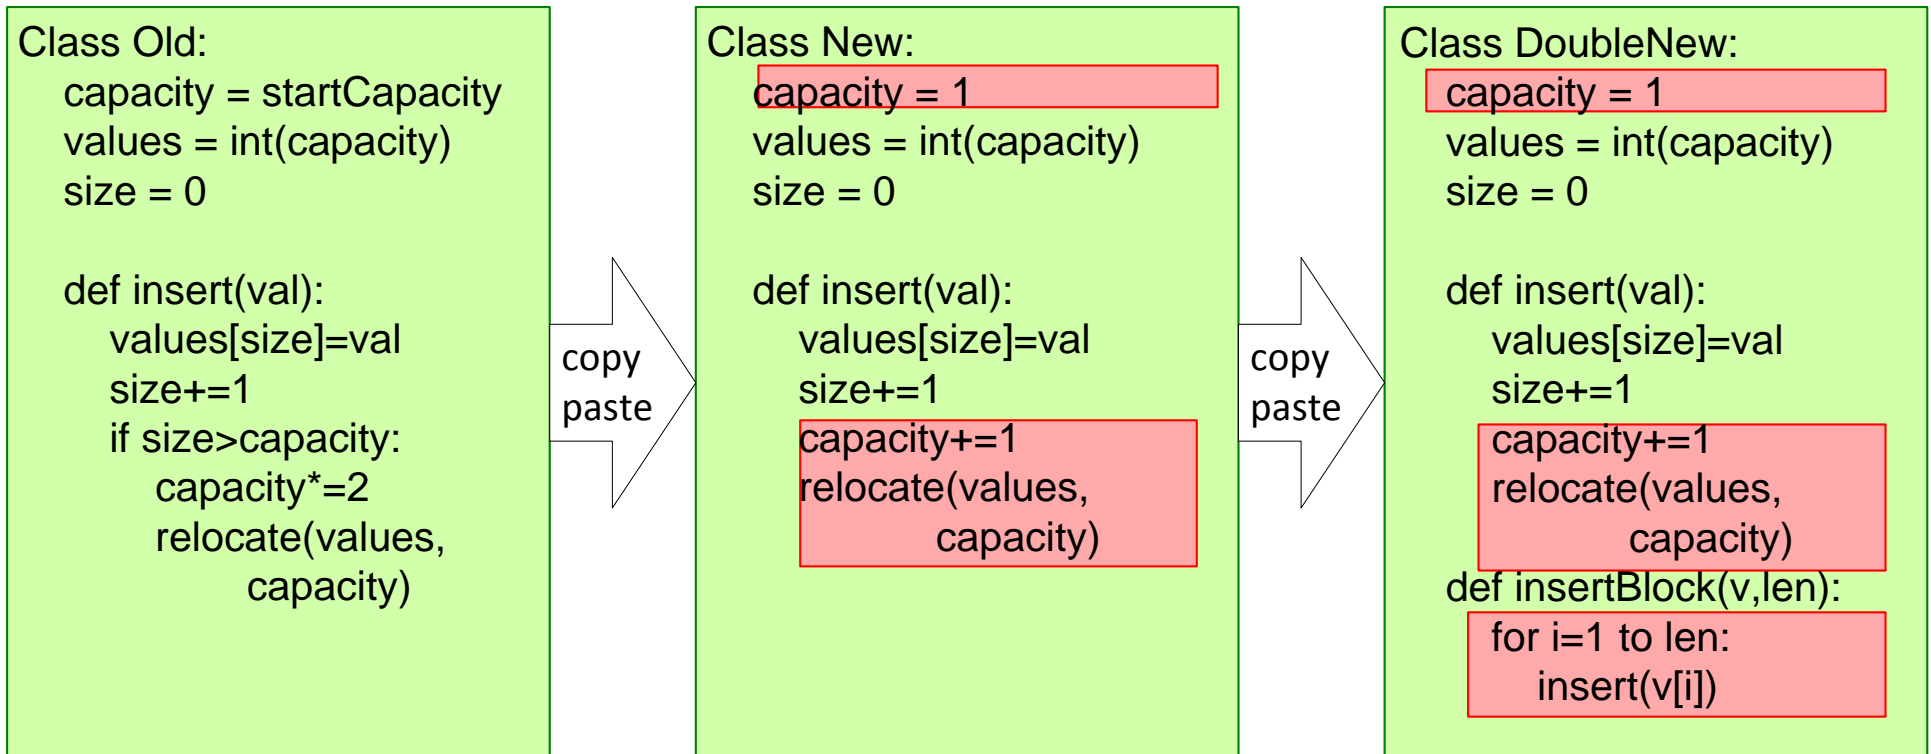 Class Old:
capacity = startCapacity
values = int(capacity)
size = 0
def insert(val):
values[size]=val
size+=1
if size>capacity:
capacity*=2
relocate(values,
capacity)
copy
paste
Class New:
capacity = 1
values = int(capacity)
size = 0
def insert(val):
values[size]=val
size+=1
capacity+=1
relocate(values,
capacity)
copy
paste
Class DoubleNew:
capacity = 1
values = int(capacity)
size = 0
def insert(val):
values[size]=val
size+=1
capacity+=1
relocate(values,
capacity)
def insertBlock(v,len):
for i=1 to len:
insert(v[i])